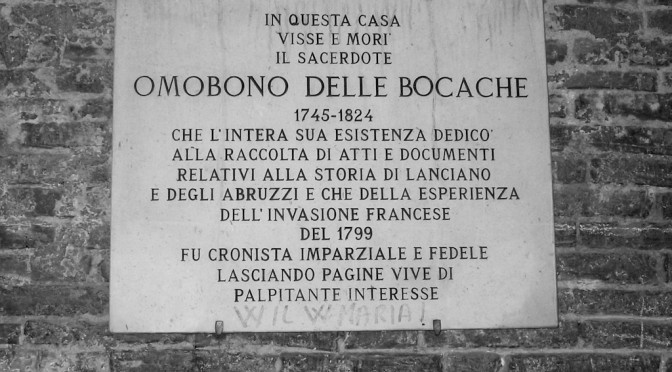 IN QUESTA CASA
VISSE E MORI'
IL SACERDOTE
OMOBONO DELLE BOCACHE
1745-1824
CHE L'INTERA SUA ESISTENZA DEDICO'
ALLA RACCOLTA DI ATTI E DOCUMENTI
RELATIVI ALLA STORIA DI LANCIANO
E DEGLI ABRUZZI E CHE DELLA ESPERIENZA
DELL'INVASIONE FRANCESE
DEL 1799
FU CRONISTA IMPARZIALE E FEDELE
LASCIANDO PAGINE VIVE DI
PALPITANTE INTERESSE
W IL W MARIA!